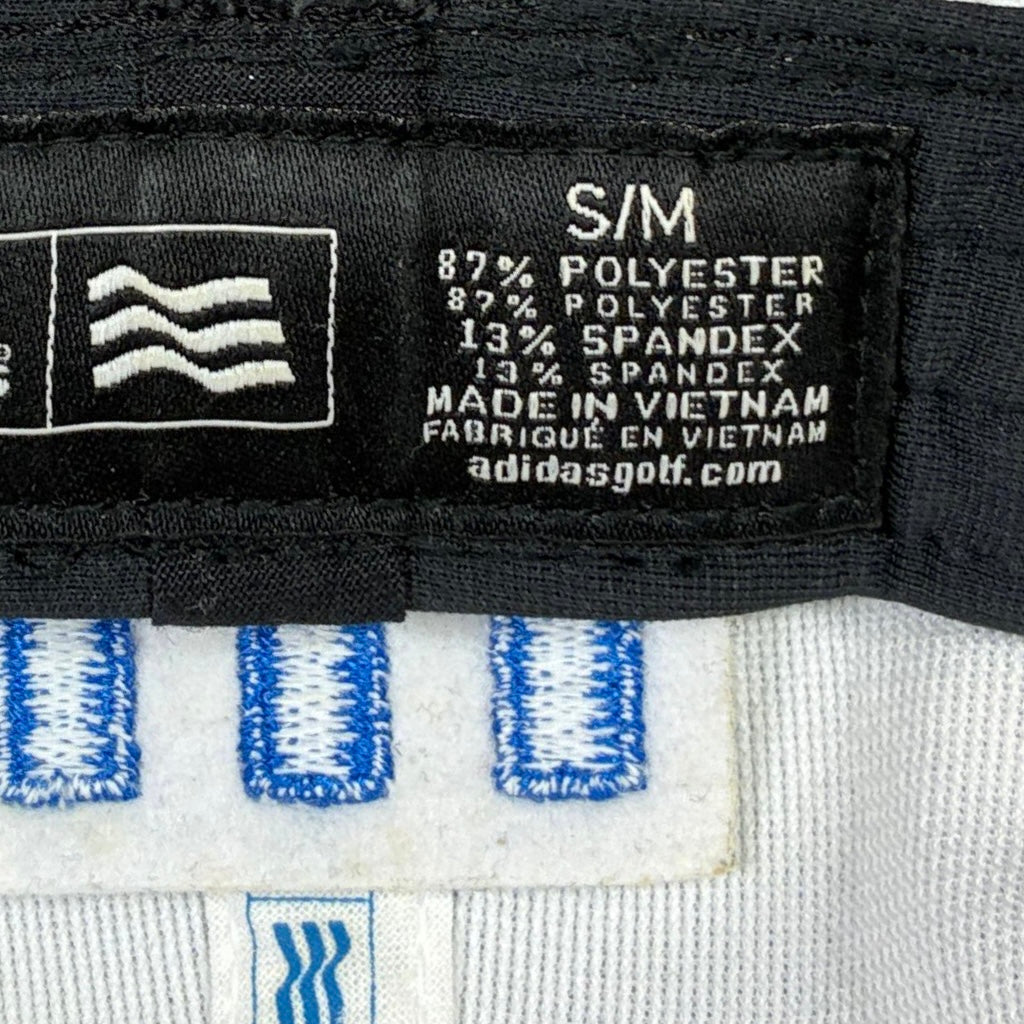 S/M
87% POLYESTER
87% POLYESTER
13% SPANDEX
13% SPANDEX
MADE IN VIETNAM
FABRIQUÉ EN VIETNAM
adidasgolf.com